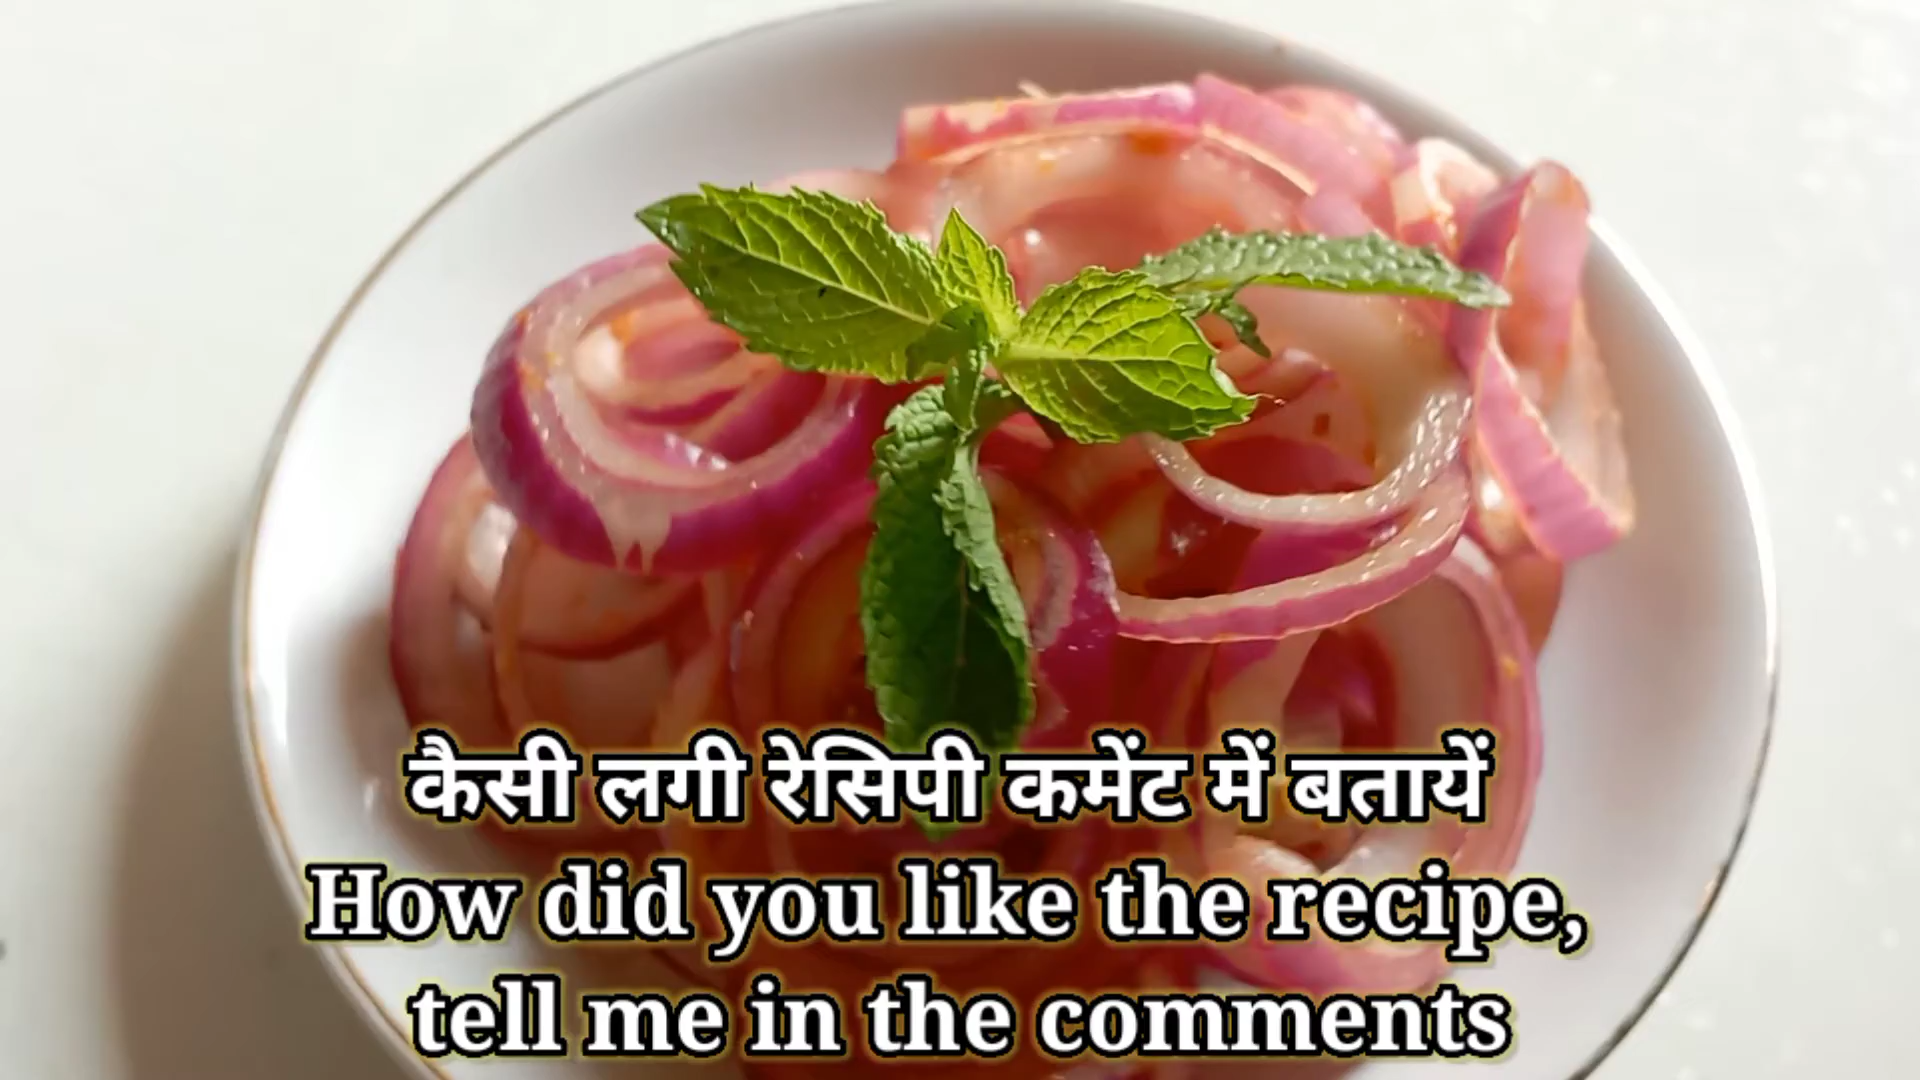 कैसी लगी रेसिपी कमेंट में बतायें
How did you like the recipe,
tell me in the comments